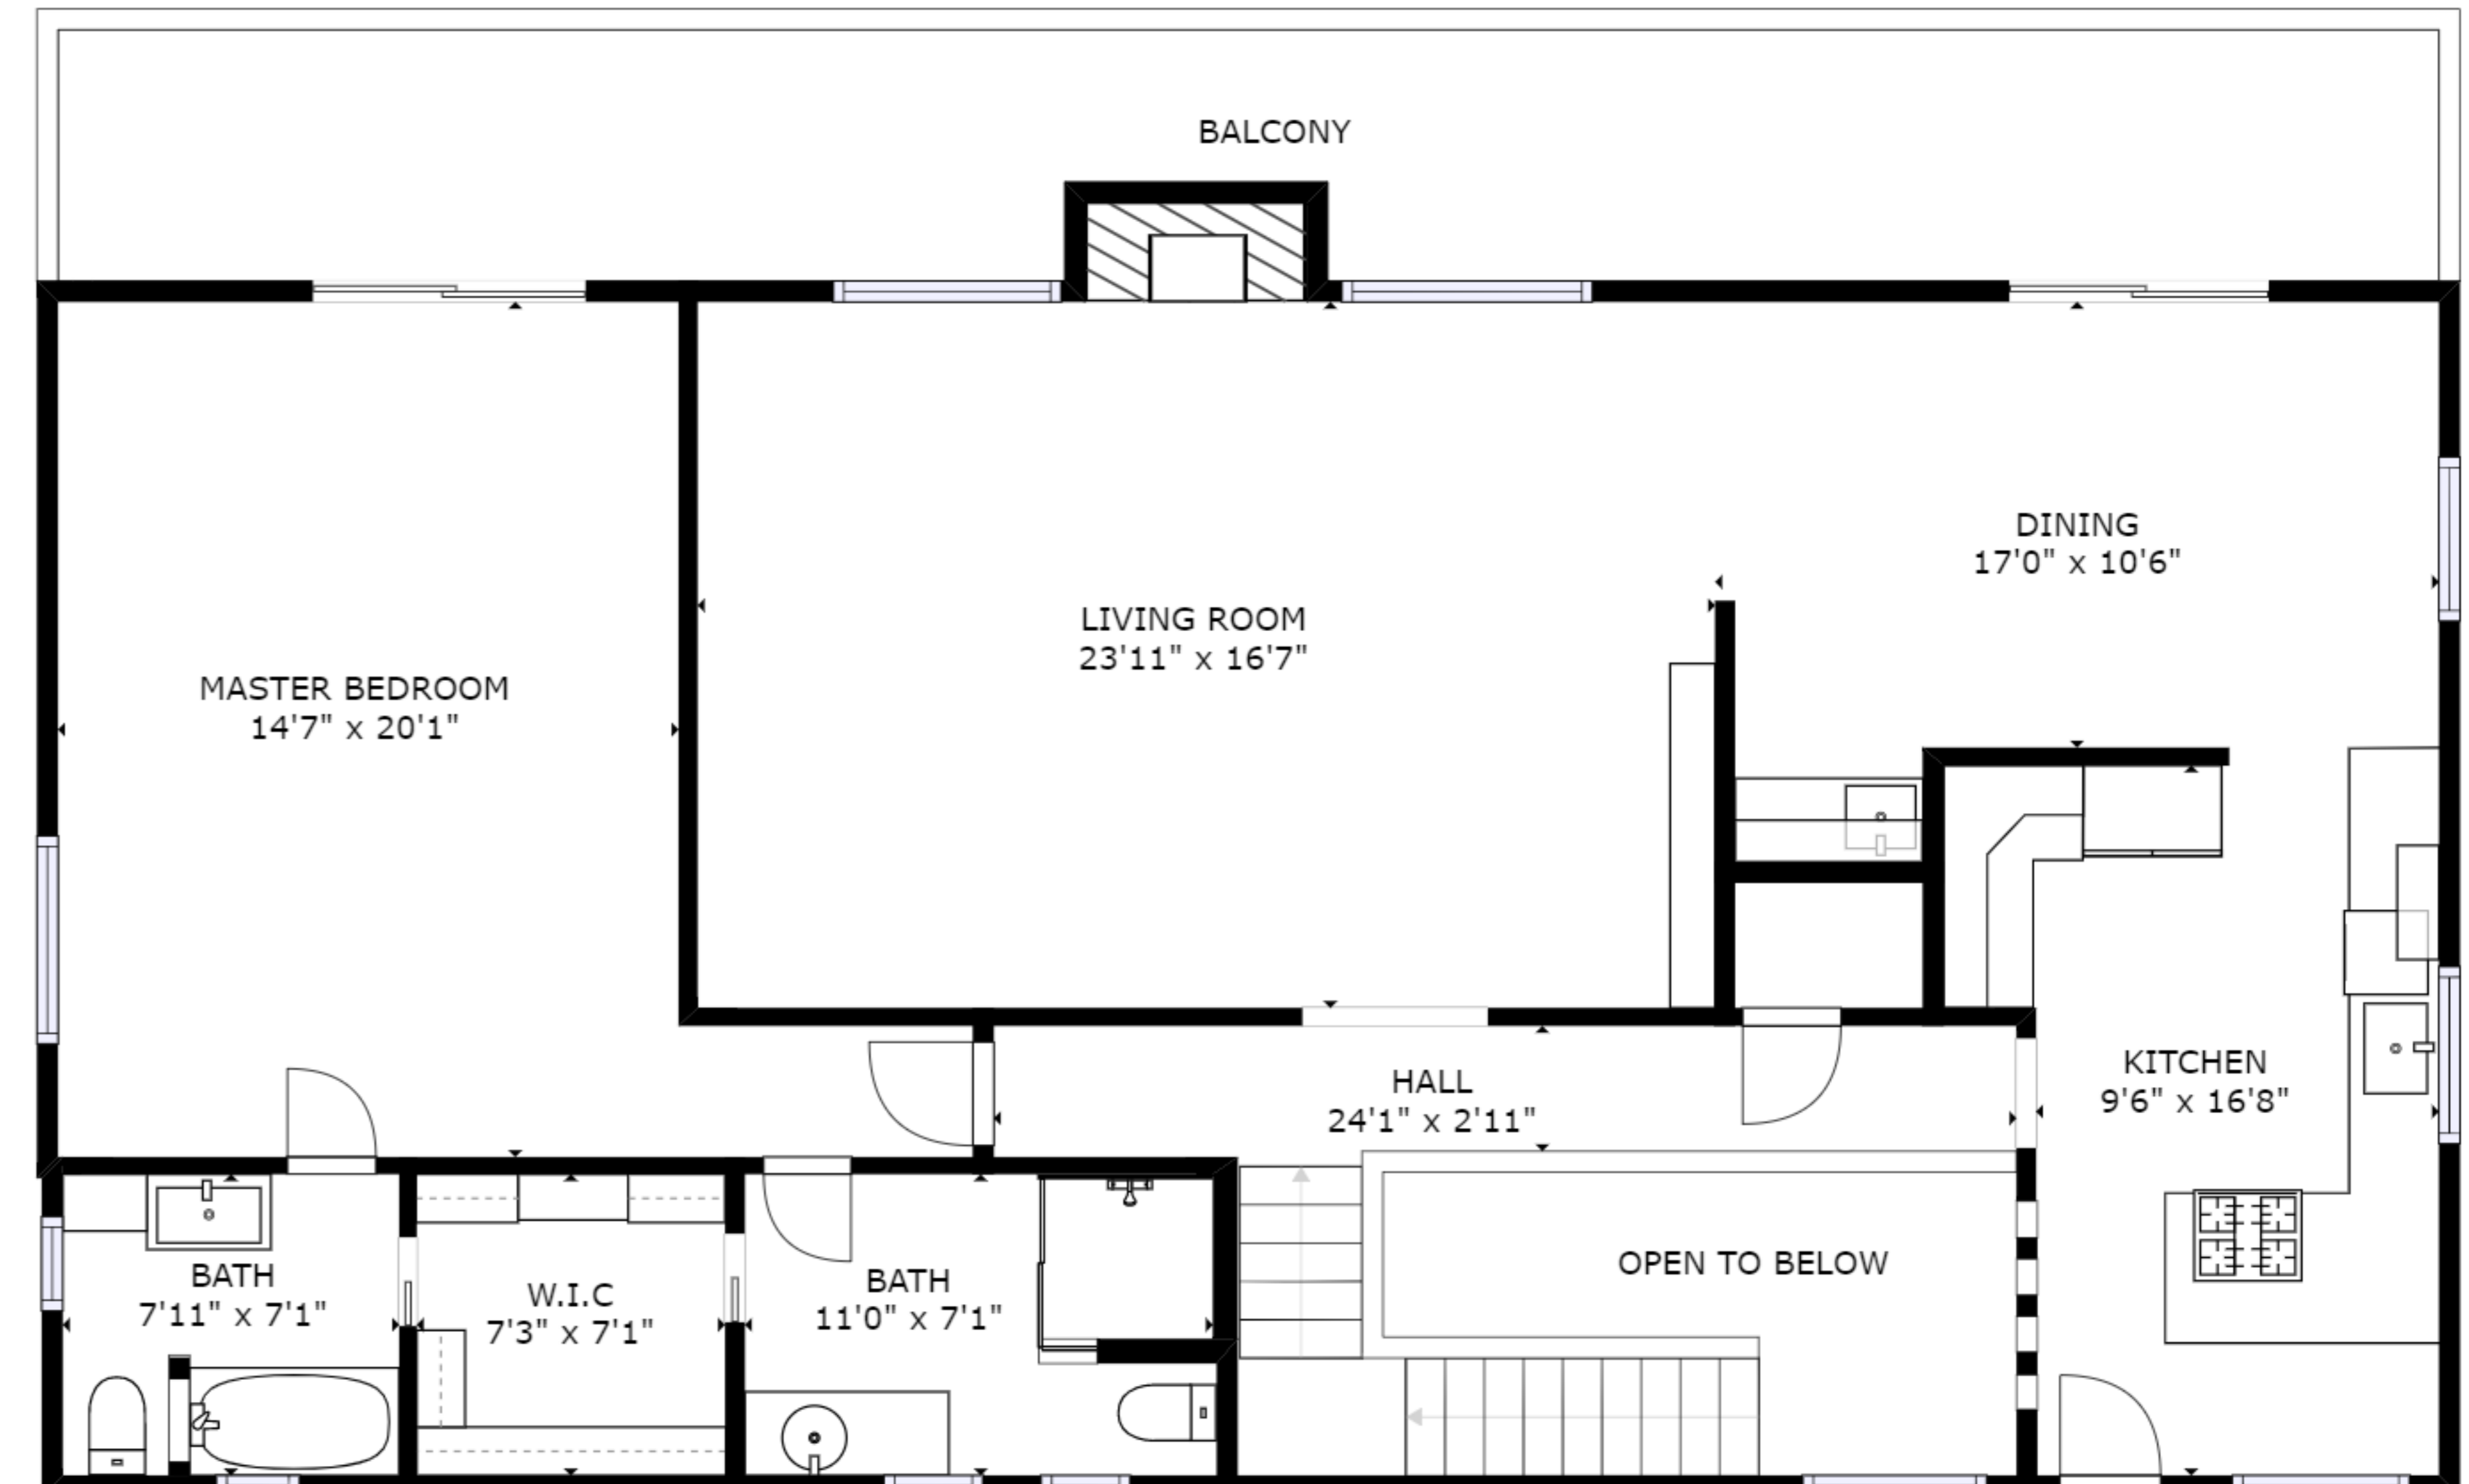 BALCONY
DINING
17'0" x 10'6"
LIVING ROOM
23'11" x 16'7"
MASTER BEDROOM
14'7" x 20'1"
KITCHEN
9'6" x 16'8"
HALL
24'1" x 2'11"
OPEN TO BELOW
BATH
7'11" x 7'1"
W.I.C
7'3" x 7'1"
BATH
11'0" x 7'1"